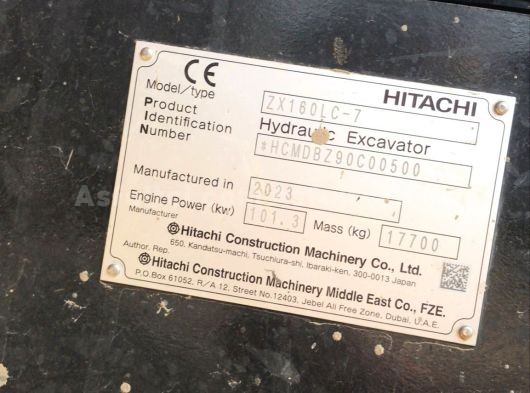 CE
HITACHI
Model/type ZX160LC-7
Product Hydraulic Excavator
Identification
Number *HCMDBZ90C00500
Manufactured in 2023
Engine Power (kw) 101.3 Mass (kg) 17700
Manufacturer
Hitachi Construction Machinery Co., Ltd.
650, Kandatsu-machi, Tsuchiura-shi, Ibaraki-ken, 300-0013 Japan
Author. Rep.
Hitachi Construction Machinery Middle East Co., FZE.
P.O.Box 61052, R/A 12, Street No.12403, Jebel Ali Free Zone, Dubai, U.A.E.